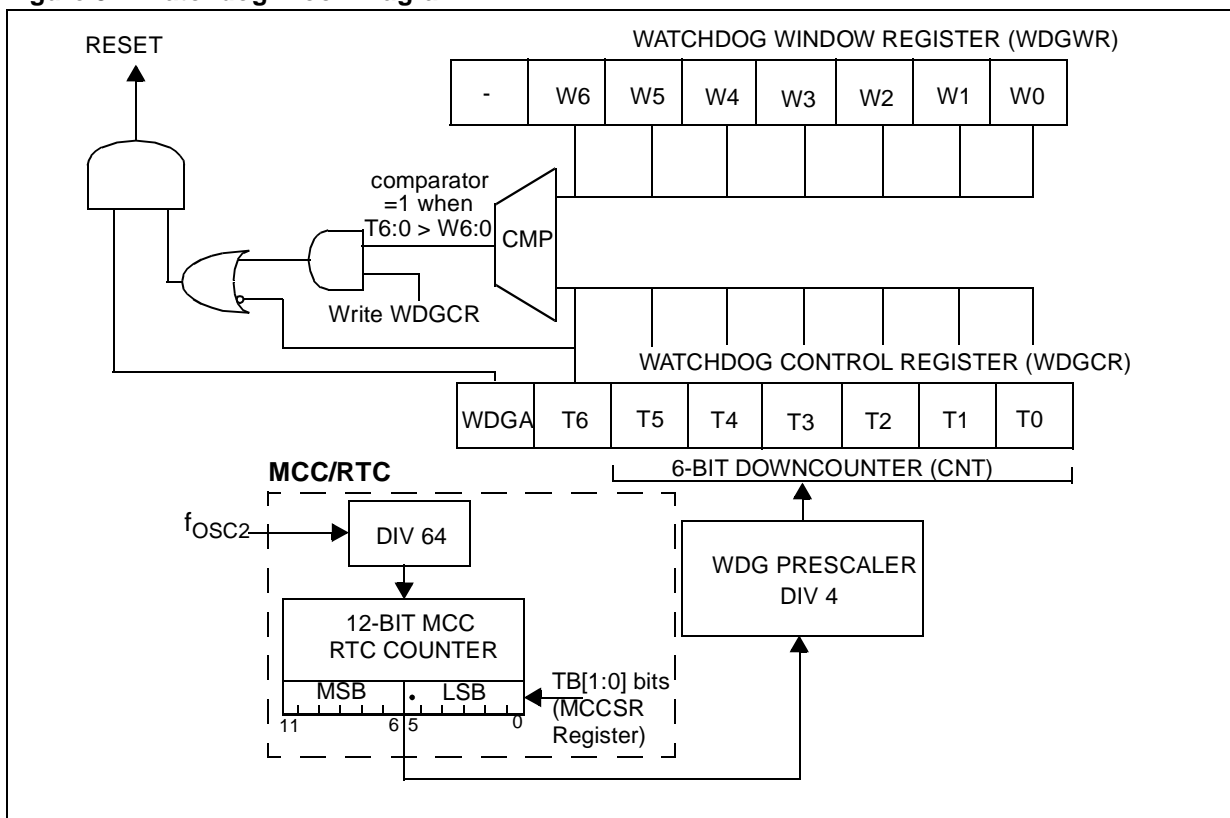 RESET
WATCHDOG WINDOW REGISTER (WDGWR)
- W6 W5 W4 W3 W2 W1 W0
comparator
=1 when
T6:0 > W6:0
CMP
Write WDGCR
WATCHDOG CONTROL REGISTER (WDGCR)
WDGA T6 T5 T4 T3 T2 T1 T0
6-BIT DOWNCOUNTER (CNT)
MCC/RTC
fOSC2
DIV 64
WDG PRESCALER
DIV 4
12-BIT MCC
RTC COUNTER
MSB LSB
11 6 5 0
TB[1:0] bits
(MCCSR
Register)